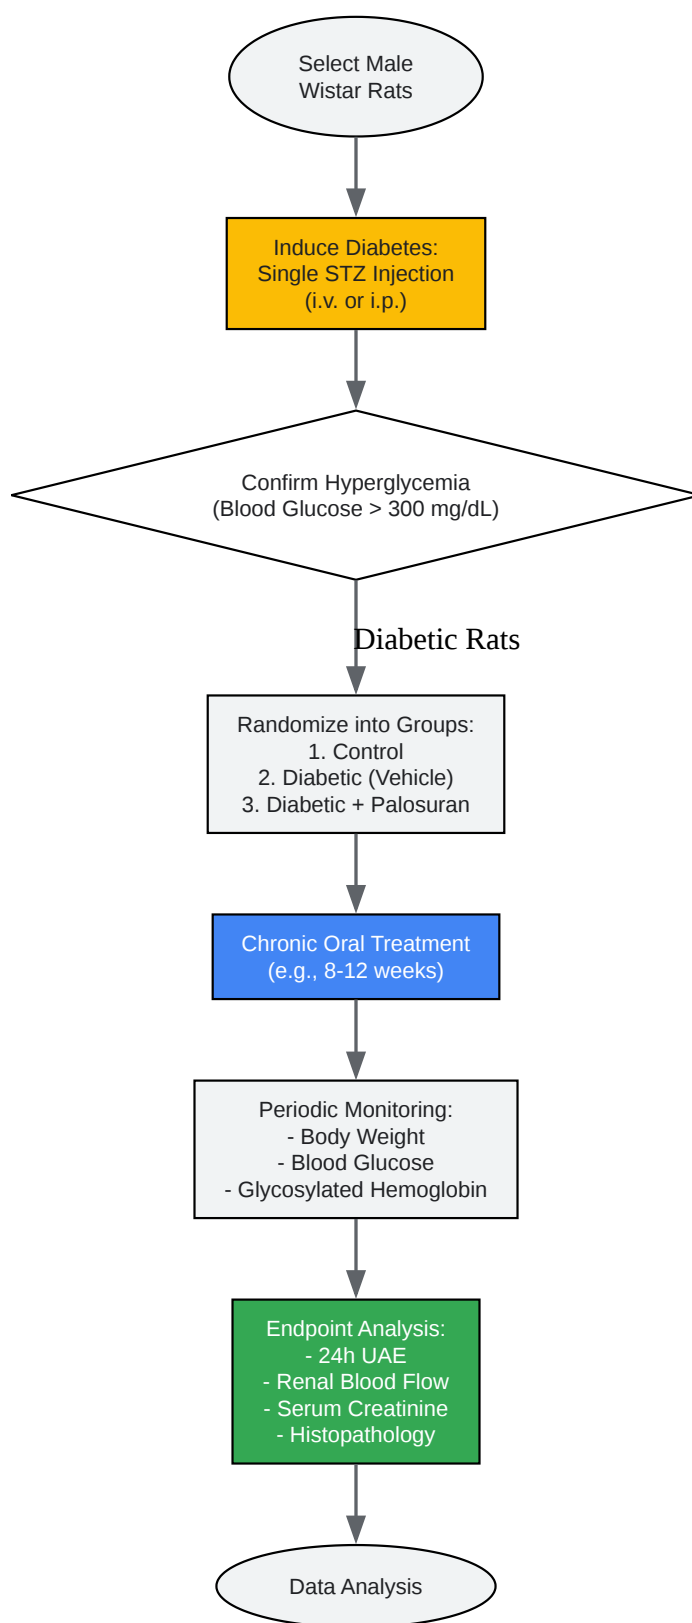 Select Male
Wistar Rats
Induce Diabetes:
Single STZ Injection
(i.v. or i.p.)
Confirm Hyperglycemia
(Blood Glucose > 300 mg/dL)
Diabetic Rats
Randomize into Groups:
1. Control
2. Diabetic (Vehicle)
3. Diabetic + Palosuran
Chronic Oral Treatment
(e.g., 8-12 weeks)
Periodic Monitoring:
- Body Weight
- Blood Glucose
- Glycosylated Hemoglobin
Endpoint Analysis:
- 24h UAE
- Renal Blood Flow
- Serum Creatinine
- Histopathology
Data Analysis